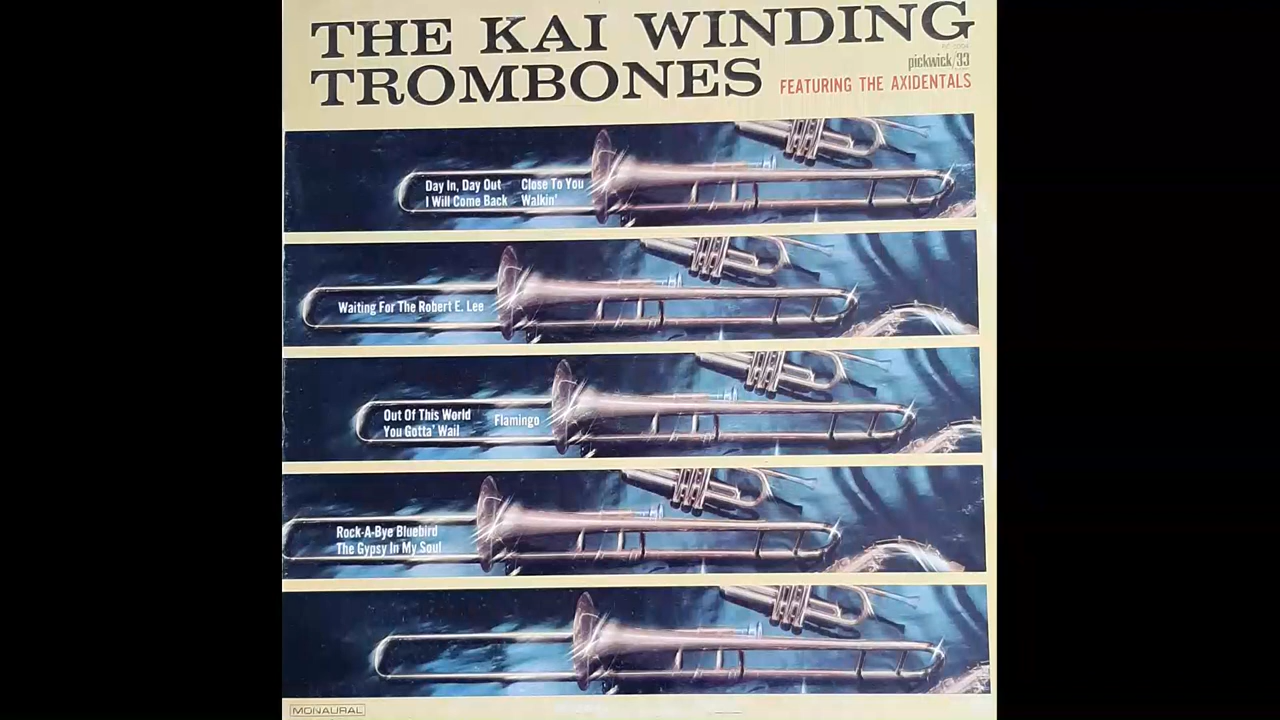 THE KAI WINDING
TROMBONES
pickwick/33
FEATURING THE AXIDENTALS
Day In, Day Out Close To You
I Will Come Back Walkin'
Waiting For The Robert E. Lee
Out Of This World Flamingo
You Gotta' Wail
Rock-A-Bye Bluebird
The Gypsy In My Soul
MONAURAL